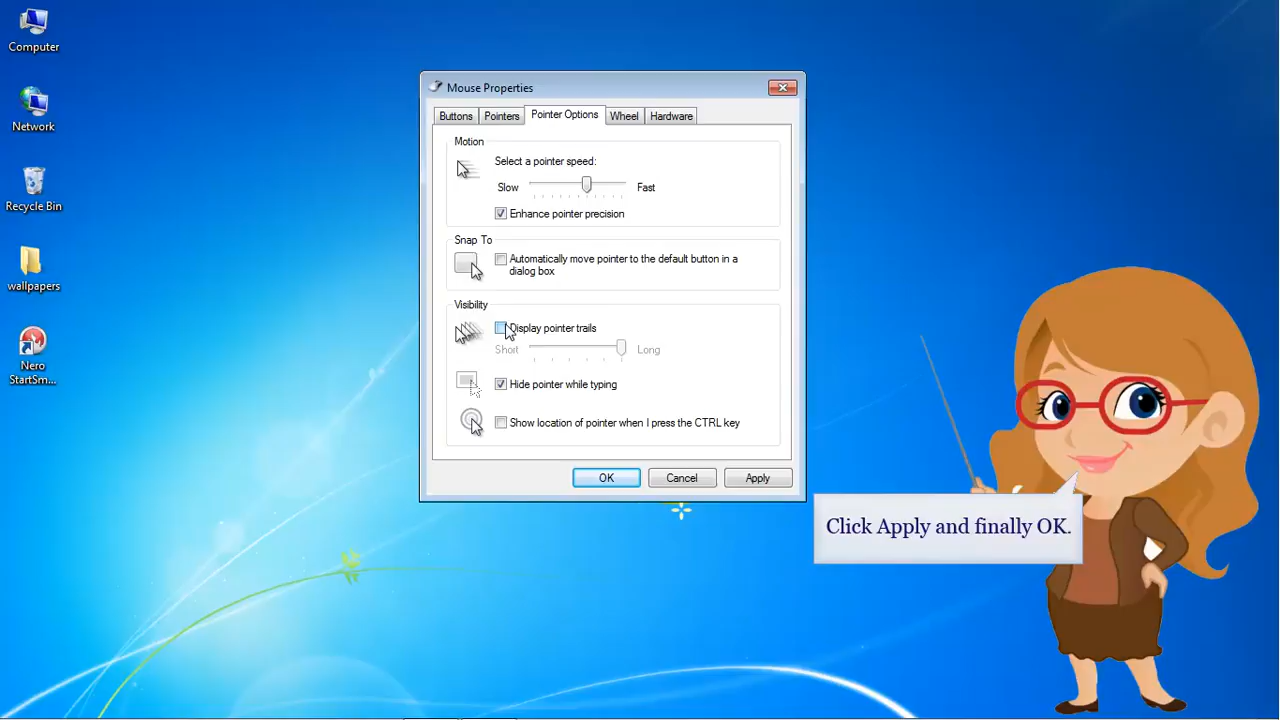 Computer
Network
Recycle Bin
wallpapers
Nero
StartSm...
Mouse Properties
Buttons
Pointers
Pointer Options
Wheel
Hardware
Motion
Select a pointer speed:
Slow
Fast
Enhance pointer precision
Snap To
Automatically move pointer to the default button in a
dialog box
Visibility
Display pointer trails
Short
Long
Hide pointer while typing
Show location of pointer when I press the CTRL key
OK
Cancel
Apply
Click Apply and finally OK.